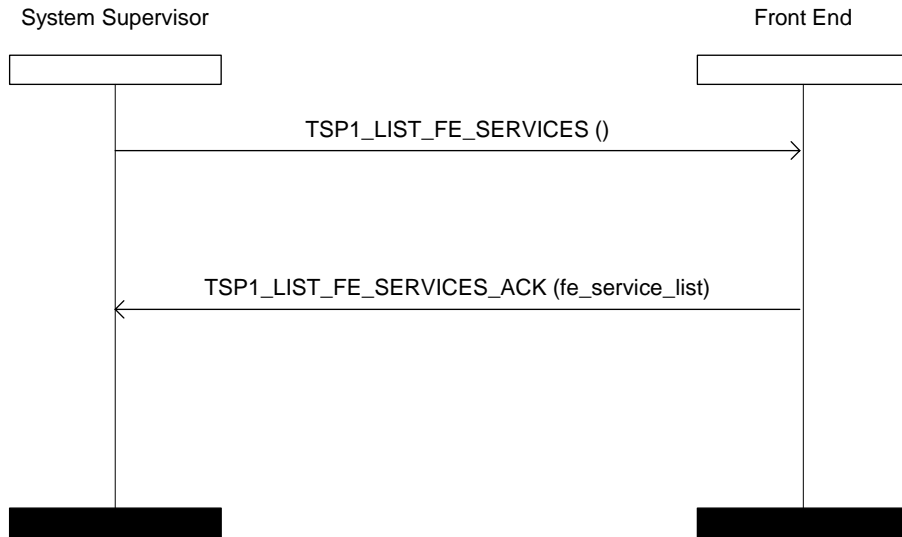 System Supervisor
Front End
TSP1_LIST_FE_SERVICES ()
TSP1_LIST_FE_SERVICES_ACK (fe_service_list)